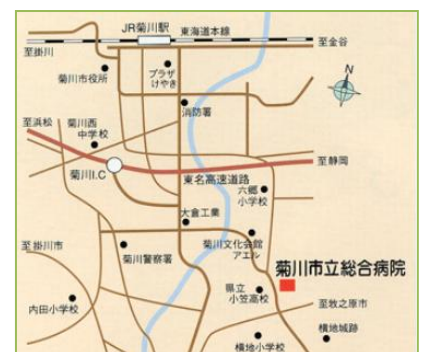 JR菊川駅
東海道本線
至金谷
至掛川
菊川市役所
プラザ
けやき
N
消防署
至浜松
菊川西
中学校
菊川I.C
東名高速道路
至静岡
六郷
小学校
大倉工業
至掛川市
菊川警察署
菊川文化会館
アエル
菊川市立総合病院
県立
小笠高校
至牧之原市
内田小学校
横地城跡
横地小学校